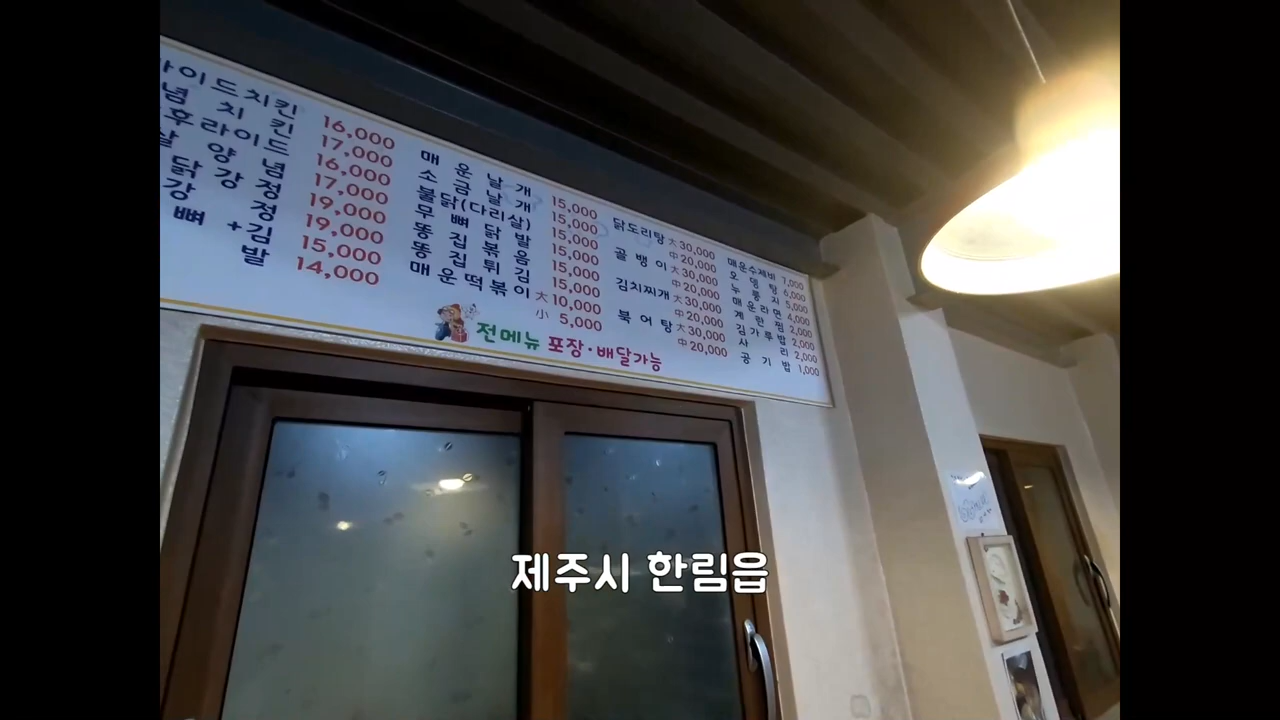 라이드치킨 16,000
념 치 킨 17,000
후라이드 16,000
살 양 념 17,000
닭 강 정 19,000
강 정 19,000
뼈 +김 15,000
발 14,000
매 운 날 개 15,000
소 금 날 개 15,000
불닭(다리살) 15,000
무 뼈 닭 발 15,000
똥 집 볶 음 15,000
똥 집 튀 김 15,000
매 운 떡 볶 이 大 10,000
小 5,000
닭도리탕 大 30,000
中 20,000
골 뱅 이 大 30,000
中 20,000
김치찌개 大 30,000
中 20,000
북 어 탕 大 30,000
中 20,000
매운수제비 7,000
오 뎅 탕 6,000
누 룽 지 5,000
매운라면 4,000
계 란 찜 2,000
김가루밥 2,000
사 리 2,000
공 기 밥 1,000
전메뉴 포장·배달가능
제주시 한림읍